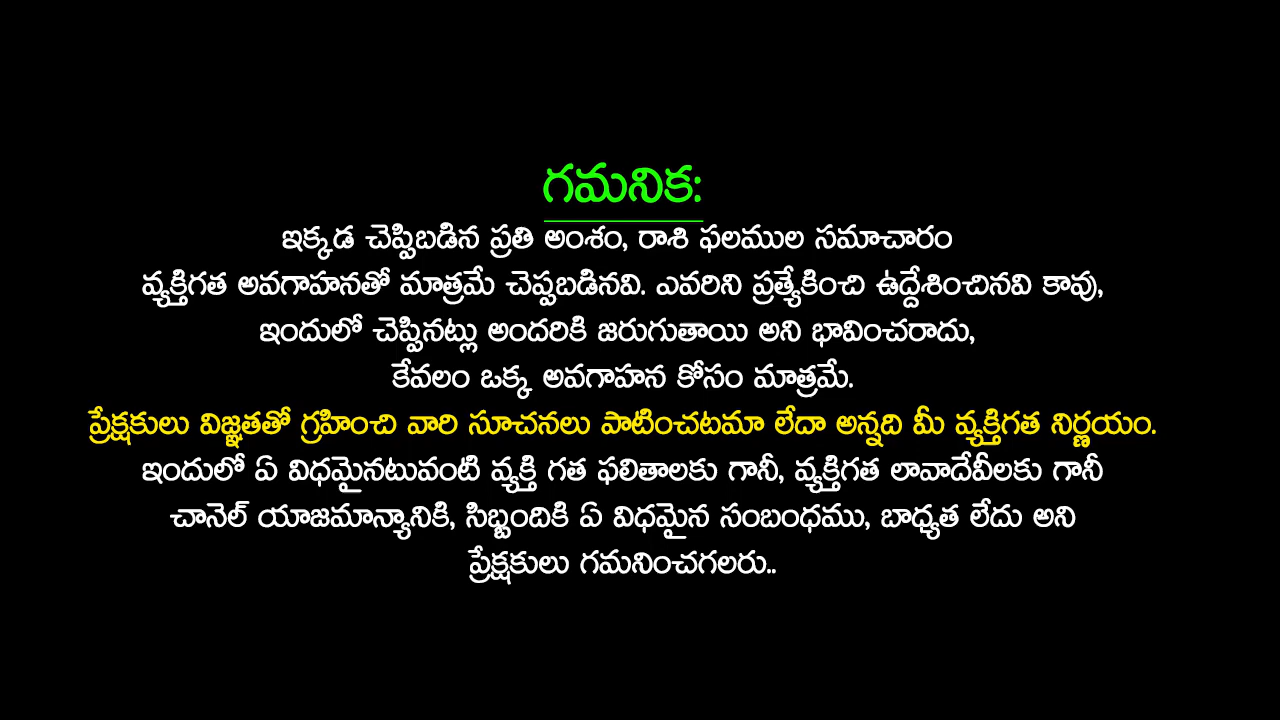 గమనిక:
ఇక్కడ చెప్పిబడిన ప్రతి అంశం, రాశి ఫలముల సమాచారం
వ్యక్తిగత అవగాహనతో మాత్రమే చెప్పబడినవి. ఎవరిని ప్రత్యేకించి ఉద్దేశించినవి కావు,
ఇందులో చెప్పినట్లు అందరికి జరుగుతాయి అని భావించరాదు,
కేవలం ఒక్క అవగాహన కోసం మాత్రమే.
ప్రేక్షకులు విజ్ఞతతో గ్రహించి వారి సూచనలు పాటించటమా లేదా అన్నది మీ వ్యక్తిగత నిర్ణయం.
ఇందులో ఏ విధమైనటువంటి వ్యక్తి గత ఫలితాలకు గానీ, వ్యక్తిగత లావాదేవీలకు గానీ
చానెల్ యాజమాన్యానికి, సిబ్బందికి ఏ విధమైన సంబంధము, బాధ్యత లేదు అని
ప్రేక్షకులు గమనించగలరు..